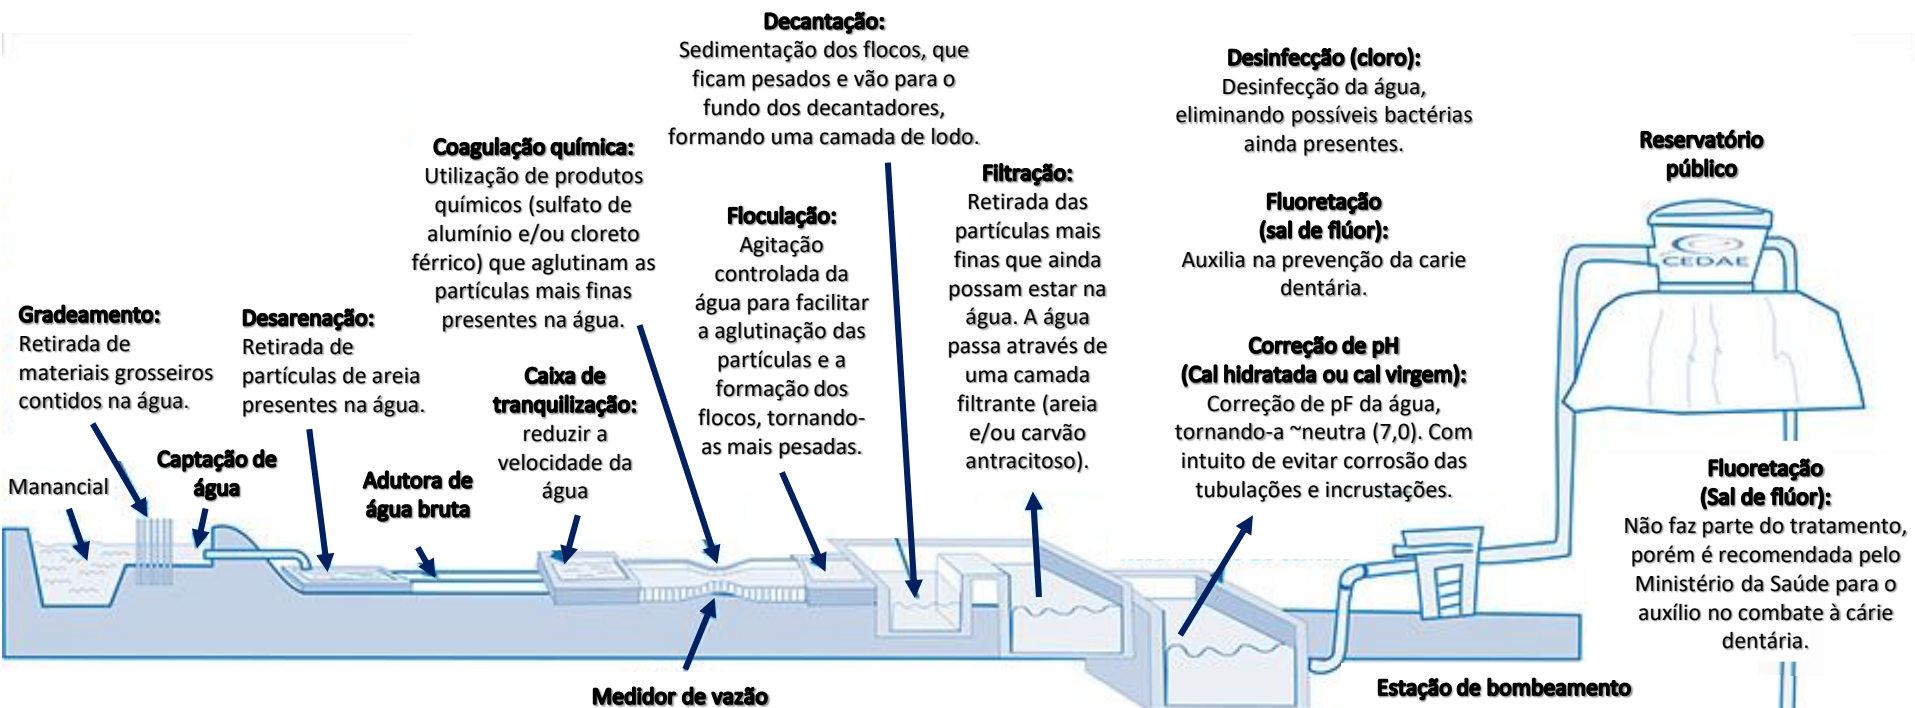 Decantação:
Sedimentação dos flocos, que
ficam pesados e vão para o
fundo dos decantadores,
formando uma camada de lodo.
Desinfecção (cloro):
Desinfecção da água,
eliminando possíveis bactérias
ainda presentes.
Coagulação química:
Utilização de produtos
químicos (sulfato de
alumínio e/ou cloreto
férrico) que aglutinam as
partículas mais finas
presentes na água.
Floculação:
Agitação
controlada da
água para facilitar
a aglutinação das
partículas e a
formação dos
flocos, tornando-
as mais pesadas.
Filtração:
Retirada das
partículas mais
finas que ainda
possam estar na
água. A água
passa através de
uma camada
filtrante (areia
e/ou carvão
antracitoso).
Fluoretação
(sal de flúor):
Auxilia na prevenção da carie
dentária.
Correção de pH
(Cal hidratada ou cal virgem):
Correção de pF da água,
tornando-a ~neutra (7,0). Com
intuito de evitar corrosão das
tubulações e incrustações.
Reservatório
público
CEDAE
Gradeamento:
Retirada de
materiais grosseiros
contidos na água.
Desarenação:
Retirada de
partículas de areia
presentes na água.
Caixa de
tranquilização:
reduzir a
velocidade da
água
Manancial
Captação de
água
Adutora de
água bruta
Fluoretação
(Sal de flúor):
Não faz parte do tratamento,
porém é recomendada pelo
Ministério da Saúde para o
auxílio no combate à cárie
dentária.
Medidor de vazão
Estação de bombeamento